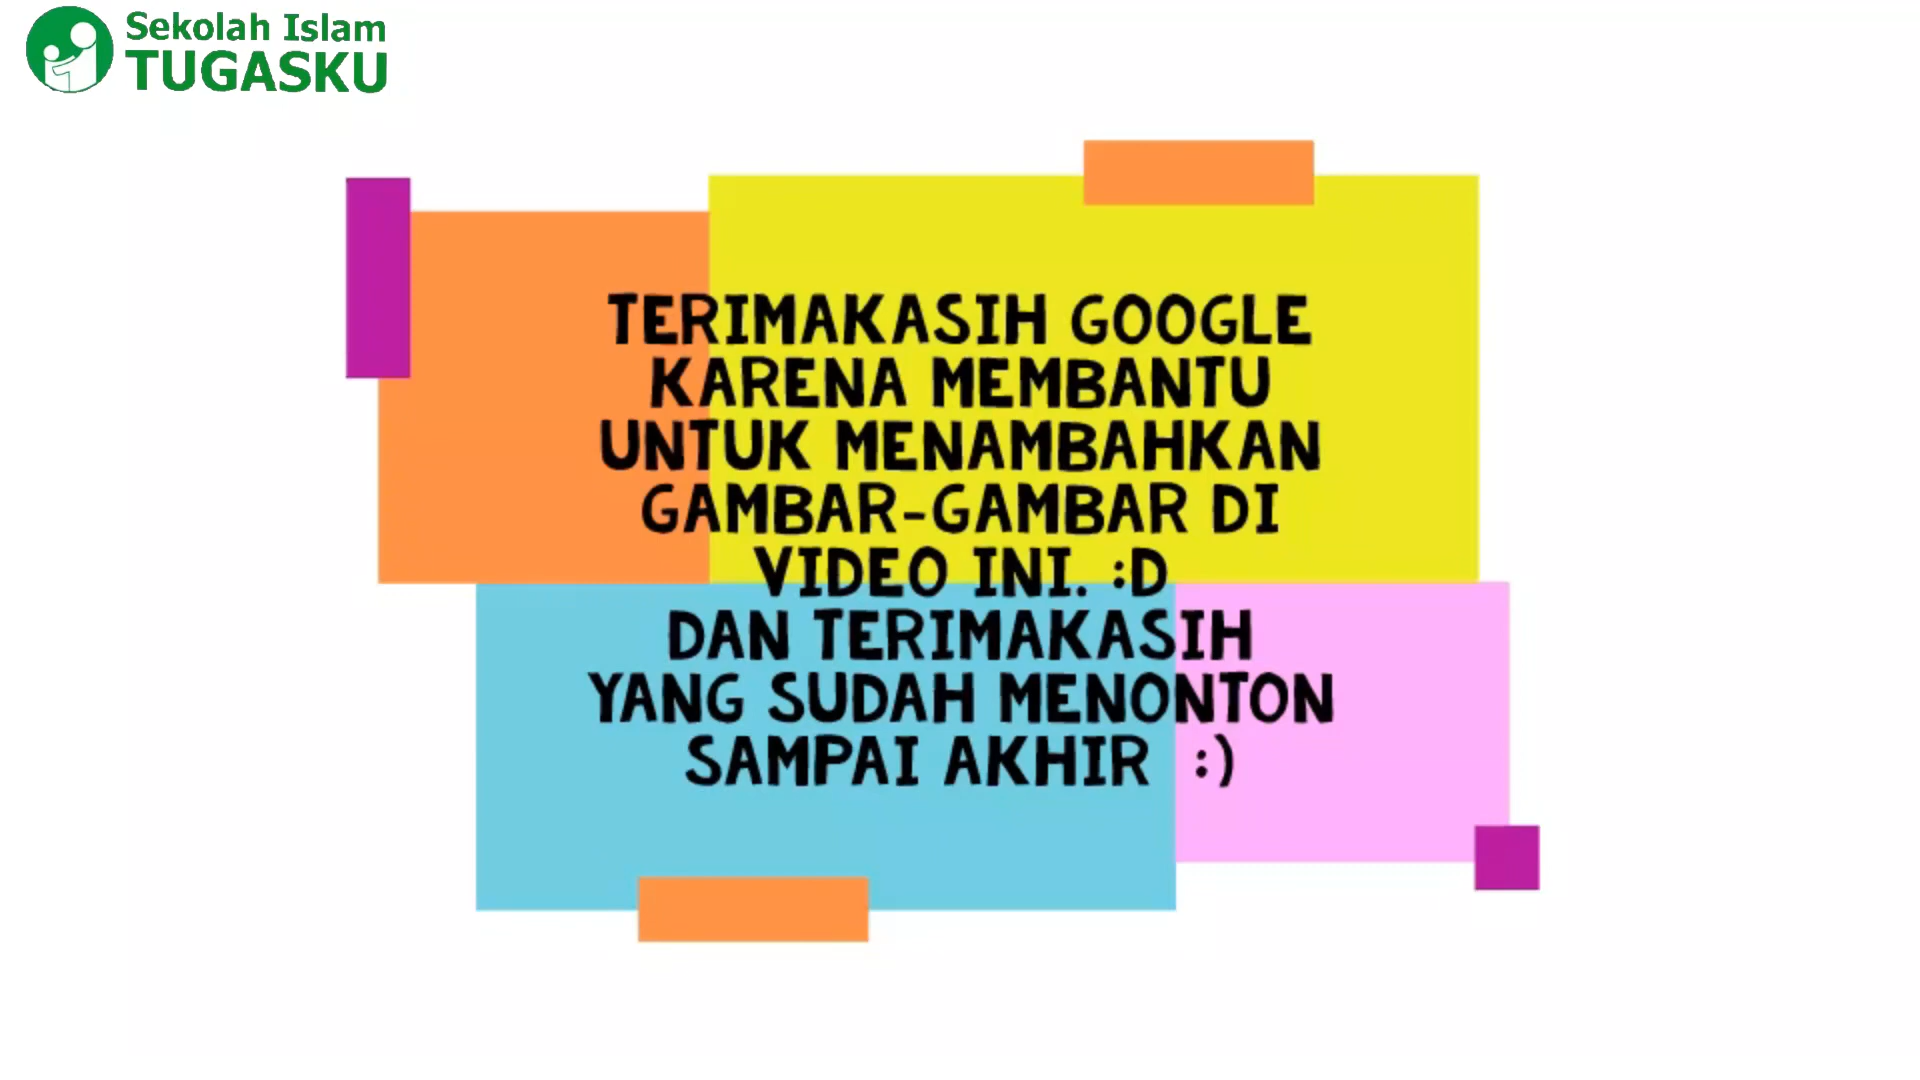 Sekolah Islam
TUGASKU
TERIMAKASIH GOOGLE
KARENA MEMBANTU
UNTUK MENAMBAHKAN
GAMBAR-GAMBAR DI
VIDEO INI. :D
DAN TERIMAKASIH
YANG SUDAH MENONTON
SAMPAI AKHIR :)